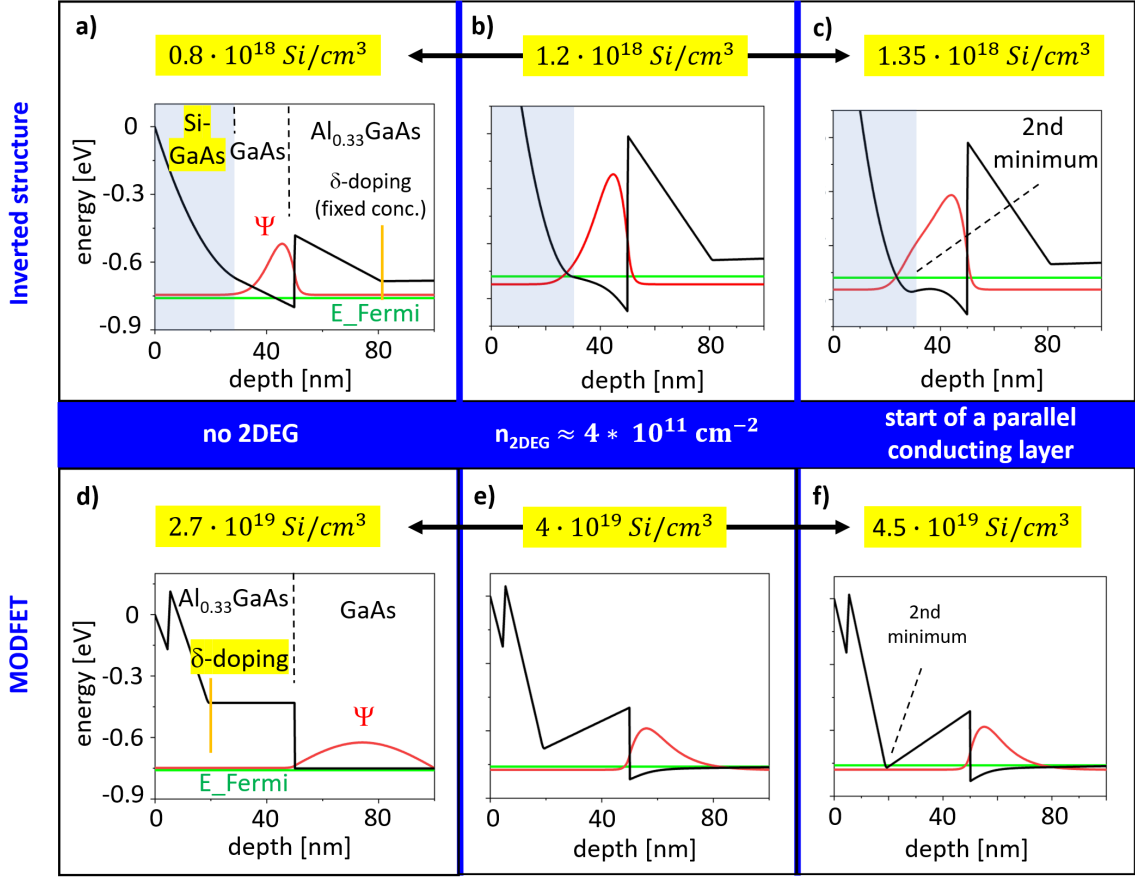 a)
0.8 · 10^18 Si/cm^3
b)
1.2 · 10^18 Si/cm^3
c)
1.35 · 10^18 Si/cm^3
Inverted structure
energy [eV]
0
-0.3
-0.6
-0.9
Si-
GaAs
GaAs
Al0.33GaAs
δ-doping
(fixed conc.)
Ψ
E_Fermi
0
40
80
depth [nm]
0
40
80
depth [nm]
2nd
minimum
0
40
80
depth [nm]
no 2DEG
n2DEG ≈ 4 * 10^11 cm^-2
start of a parallel
conducting layer
d)
2.7 · 10^19 Si/cm^3
e)
4 · 10^19 Si/cm^3
f)
4.5 · 10^19 Si/cm^3
MODFET
energy [eV]
0
-0.3
-0.6
-0.9
Al0.33GaAs
GaAs
δ-doping
Ψ
E_Fermi
0
40
80
depth [nm]
0
40
80
depth [nm]
2nd
minimum
0
40
80
depth [nm]